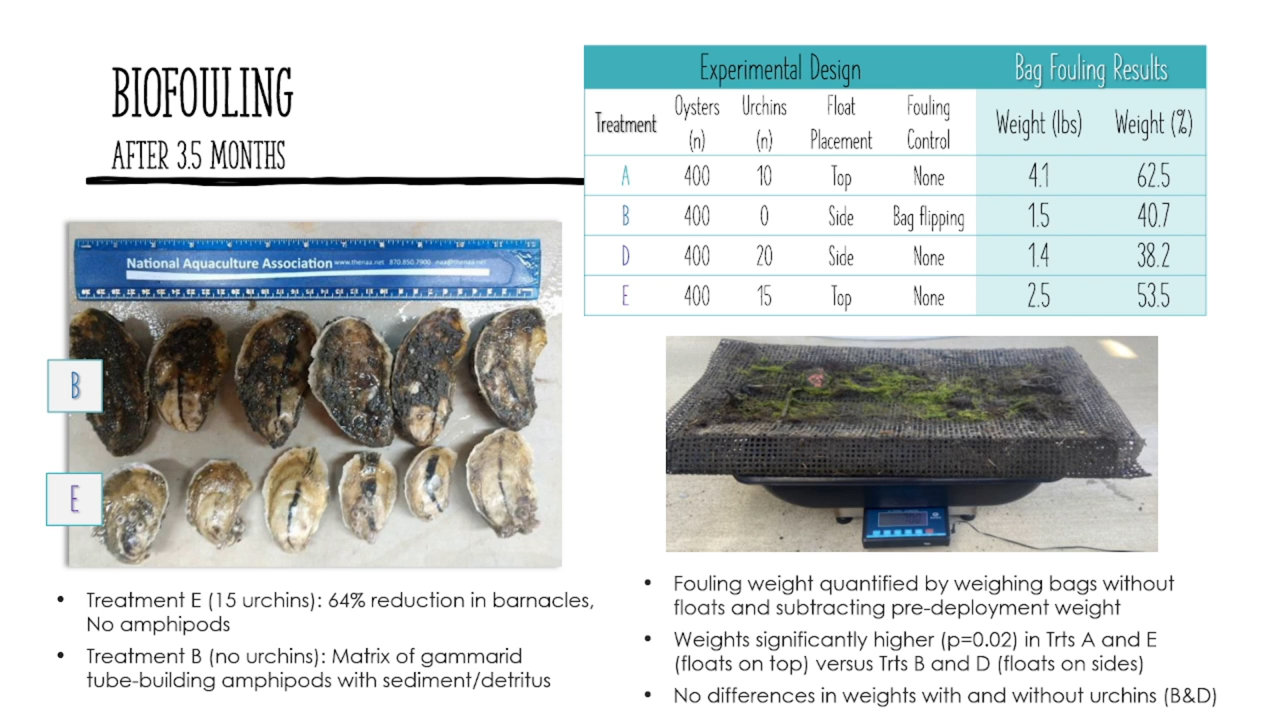 BIOFOULING
AFTER 3.5 MONTHS
Experimental Design Bag Fouling Results
Treatment Oysters (n) Urchins (n) Float Placement Fouling Control Weight (lbs) Weight (%)
A 400 10 Top None 4.1 62.5
B 400 0 Side Bag flipping 1.5 40.7
D 400 20 Side None 1.4 38.2
E 400 15 Top None 2.5 53.5
National Aquaculture Association www.thenaa.net 870.850.7900
B
E
• Treatment E (15 urchins): 64% reduction in barnacles,
No amphipods
• Treatment B (no urchins): Matrix of gammarid
tube-building amphipods with sediment/detritus
• Fouling weight quantified by weighing bags without
floats and subtracting pre-deployment weight
• Weights significantly higher (p=0.02) in Trts A and E
(floats on top) versus Trts B and D (floats on sides)
• No differences in weights with and without urchins (B&D)